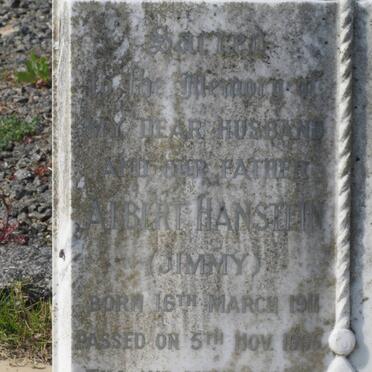 Sacred
to the Memory of
MY DEAR HUSBAND
AND OUR FATHER
ALBERT HANSTEIN
(JIMMY)
BORN 16TH MARCH 1911
PASSED ON 5TH NOV.